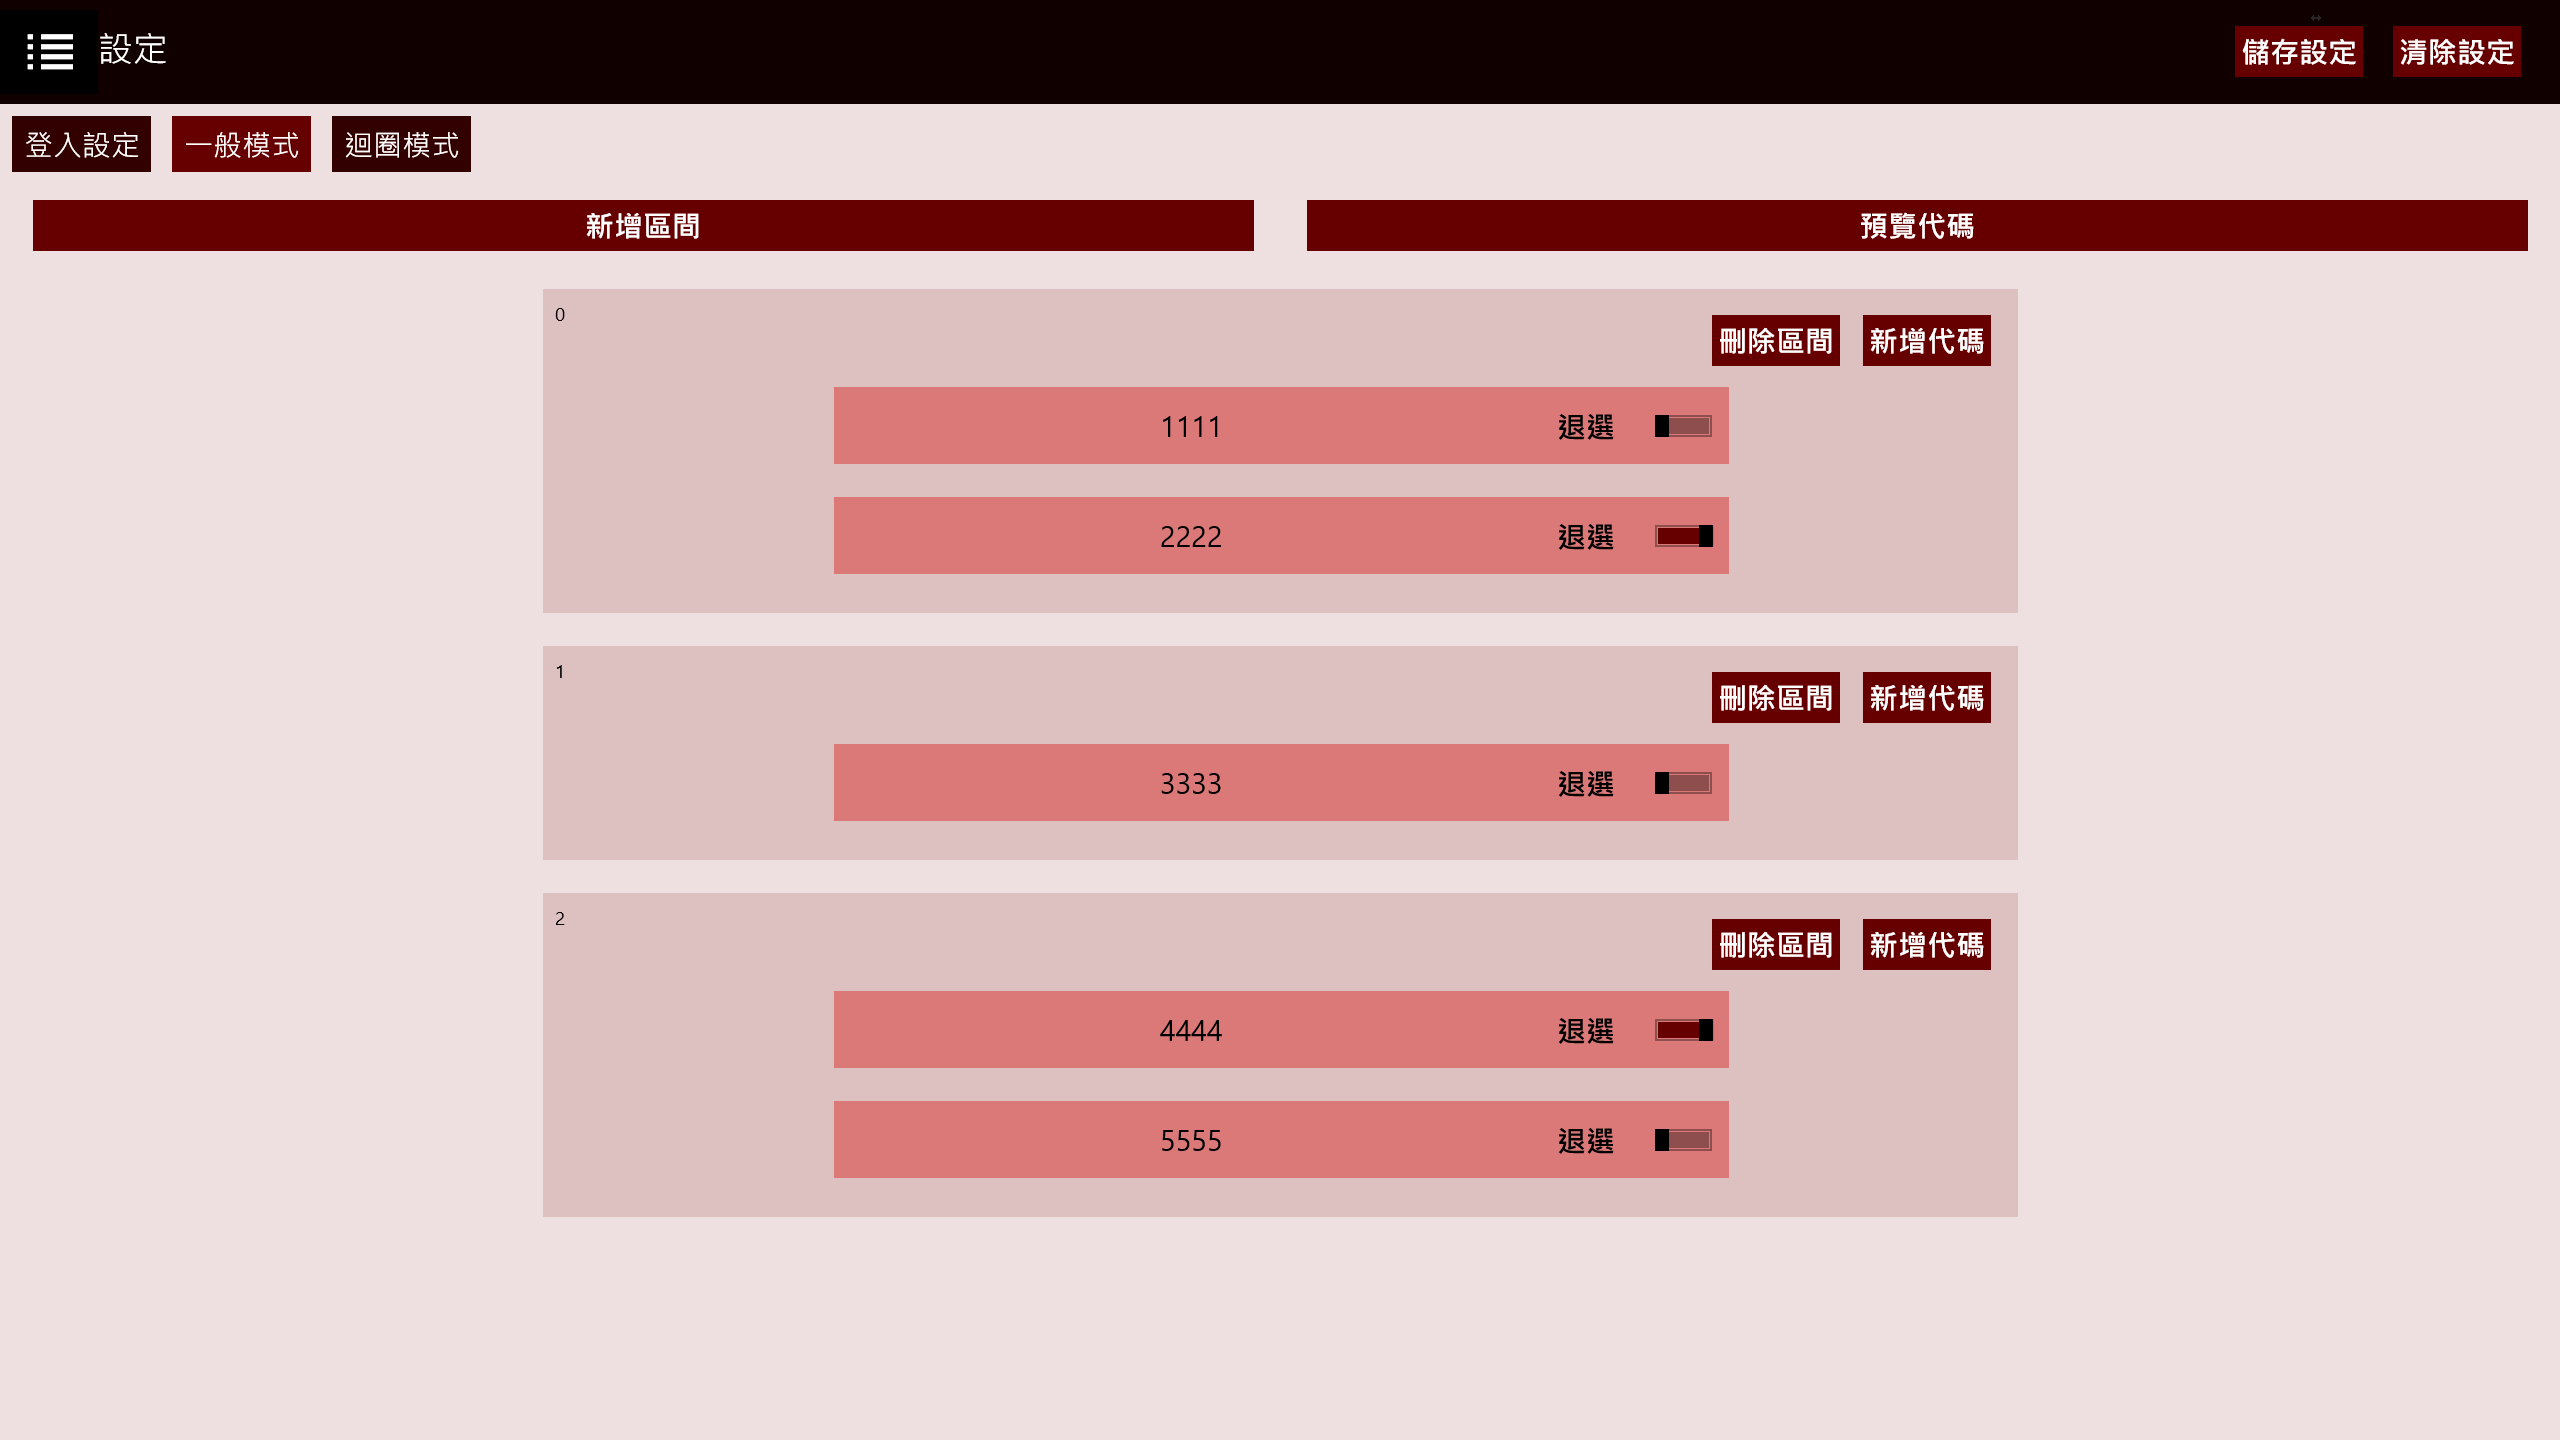 設定
儲存設定 清除設定
登入設定 一般模式 迴圈模式
新增區間 預覽代碼
0
刪除區間 新增代碼
1111 退選
2222 退選
1
刪除區間 新增代碼
3333 退選
2
刪除區間 新增代碼
4444 退選
5555 退選